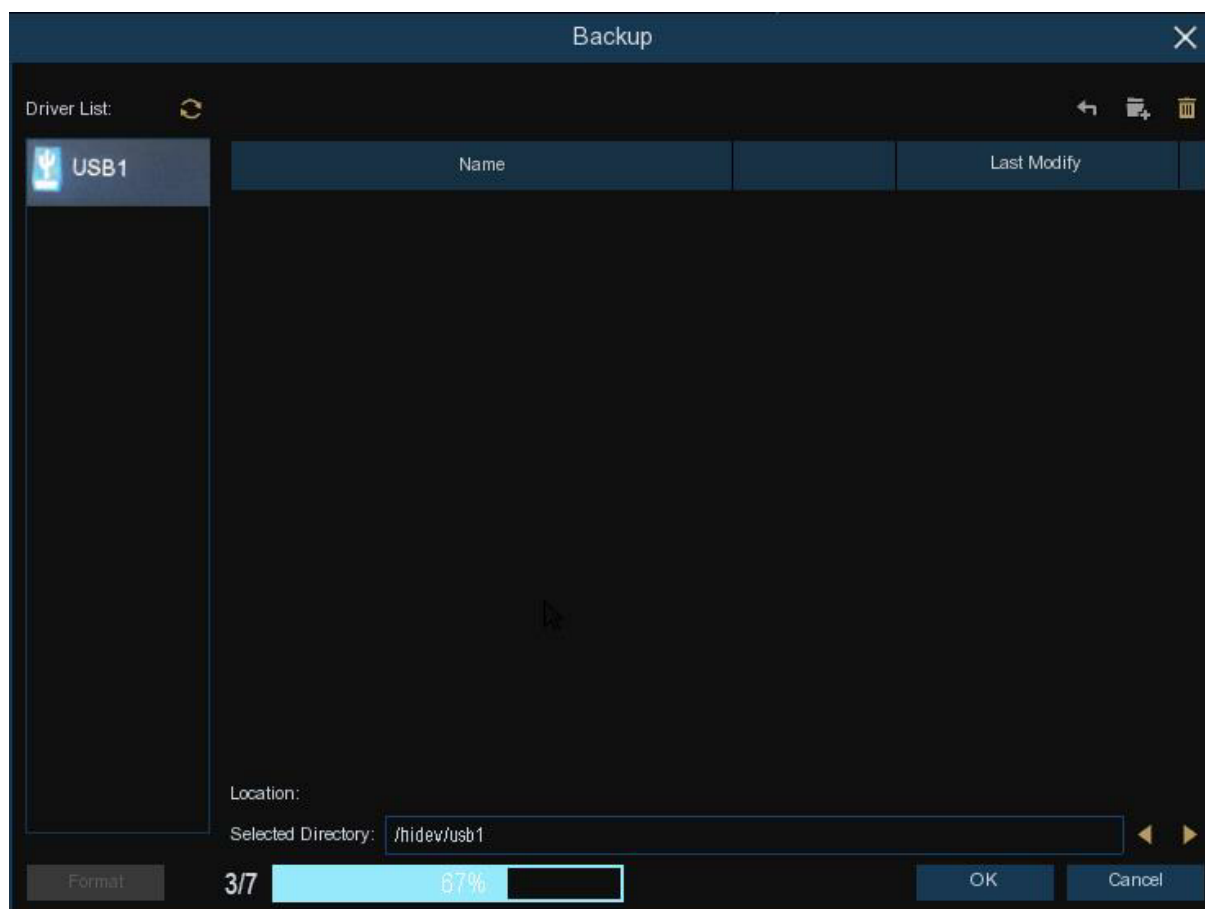 Backup
Driver List:
USB1
Name
Last Modify
Location:
Selected Directory: /hidev/usb1
Format
3/7
67%
OK
Cancel